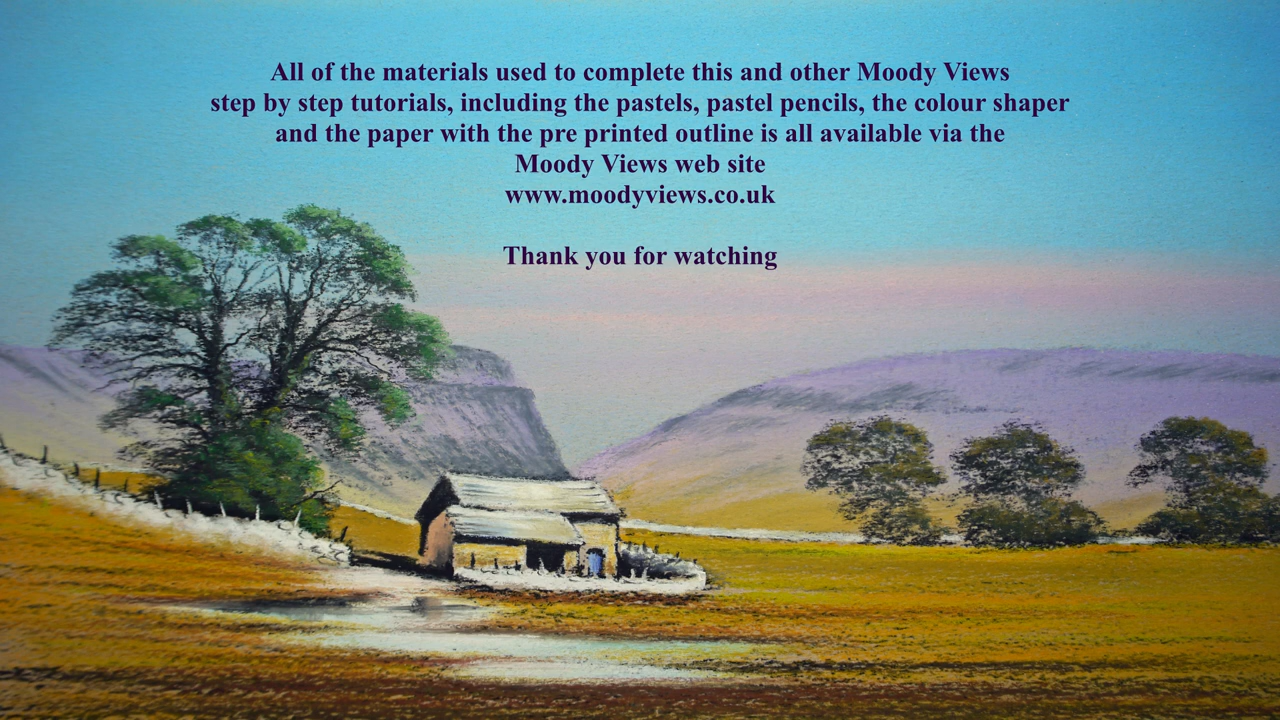 All of the materials used to complete this and other Moody Views
step by step tutorials, including the pastels, pastel pencils, the colour shaper
and the paper with the pre printed outline is all available via the
Moody Views web site
www.moodyviews.co.uk
Thank you for watching